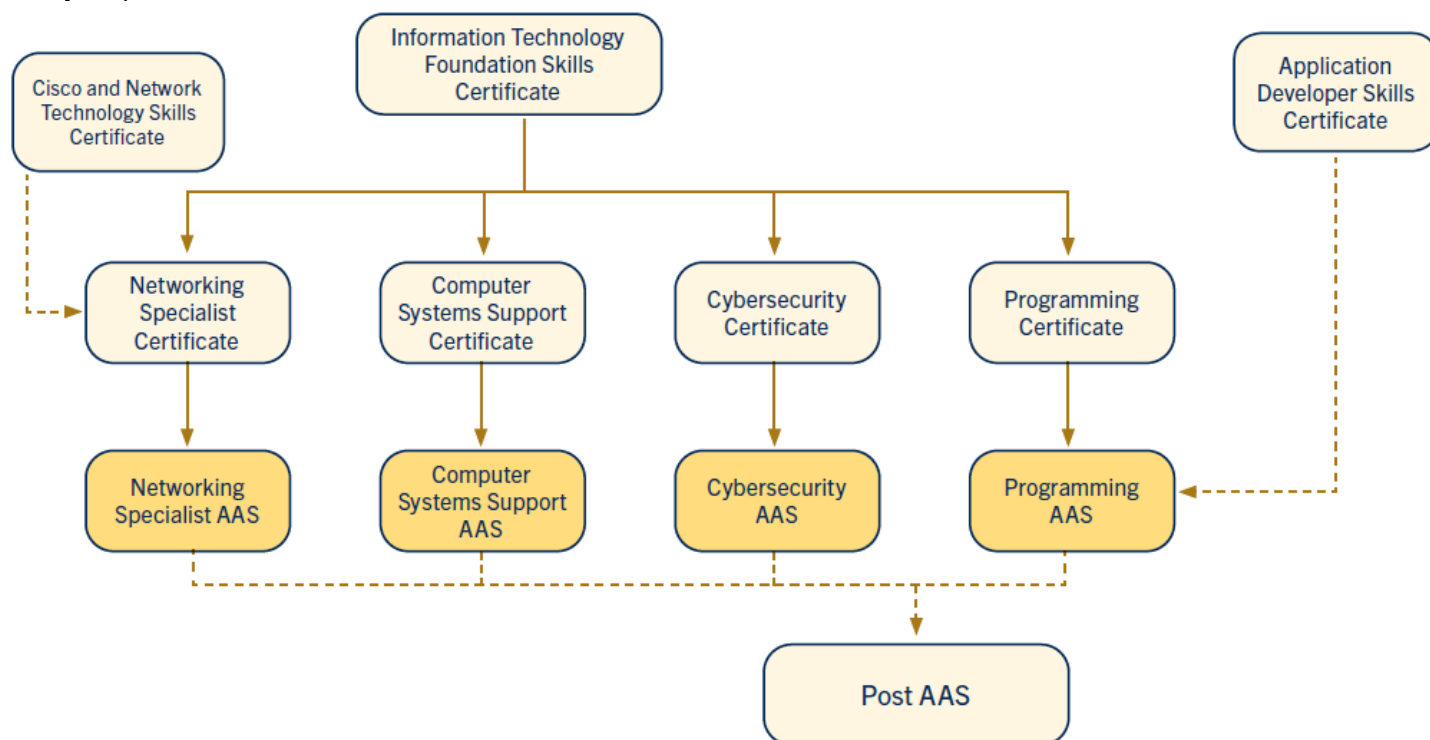 Information Technology
Foundation Skills
Certificate
Cisco and Network
Technology Skills
Certificate
Application
Developer Skills
Certificate
Networking
Specialist
Certificate
Computer
Systems Support
Certificate
Cybersecurity
Certificate
Programming
Certificate
Networking
Specialist AAS
Computer
Systems Support
AAS
Cybersecurity
AAS
Programming
AAS
Post AAS